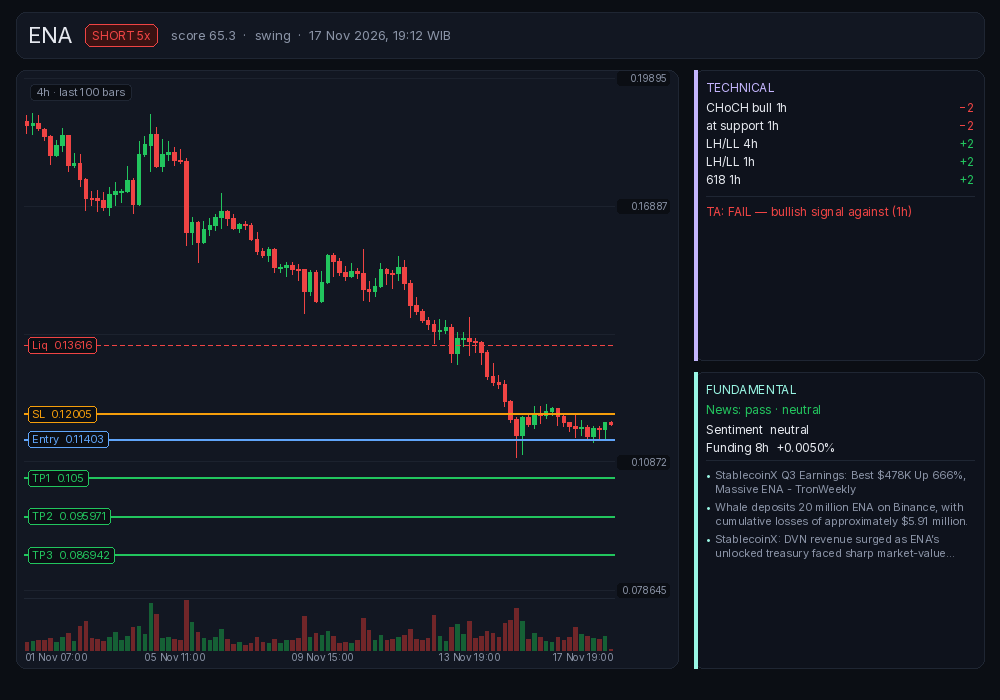 ENA SHORT 5x score 65.3 · swing · 17 Nov 2026, 19:12 WIB
4h · last 100 bars
0.19895
0.16887
Liq 0.13616
SL 0.12005
Entry 0.11403
0.10872
TP1 0.105
TP2 0.095971
TP3 0.086942
0.078645
01 Nov 07:00 05 Nov 11:00 09 Nov 15:00 13 Nov 19:00 17 Nov 19:00
TECHNICAL
CHoCH bull 1h −2
at support 1h −2
LH/LL 4h +2
LH/LL 1h +2
618 1h +2
TA: FAIL — bullish signal against (1h)
FUNDAMENTAL
News: pass · neutral
Sentiment neutral
Funding 8h +0.0050%
• StablecoinX Q3 Earnings: Best $478K Up 666%,
Massive ENA - TronWeekly
• Whale deposits 20 million ENA on Binance, with
cumulative losses of approximately $5.91 million.
• StablecoinX: DVN revenue surged as ENA's
unlocked treasury faced sharp market-value...